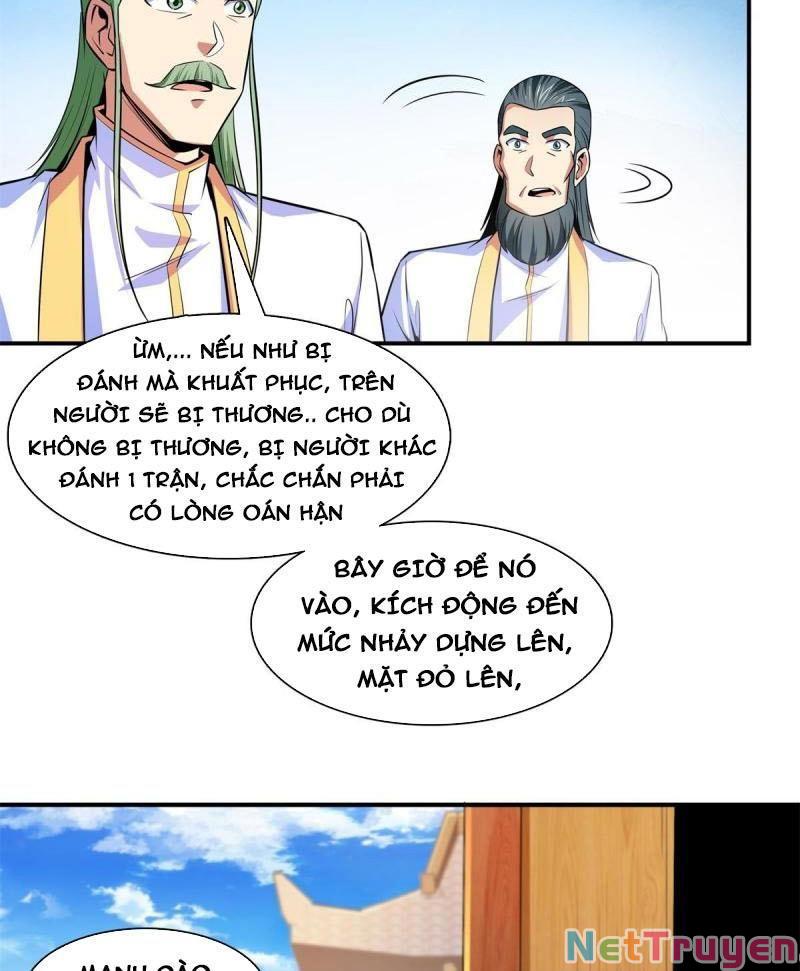 ỪM,... NẾU NHƯ BỊ
ĐÁNH MÀ KHUẤT PHỤC, TRÊN
NGƯỜI SẼ BỊ THƯƠNG.. CHO DÙ
KHÔNG BỊ THƯƠNG, BỊ NGƯỜI KHÁC
ĐÁNH 1 TRẬN, CHẮC CHẮN PHẢI
CÓ LÒNG OÁN HẬN
BÂY GIỜ ĐỂ NÓ
VÀO, KÍCH ĐỘNG ĐẾN
MỨC NHẢY DỰNG LÊN,
MẶT ĐỎ LÊN,
NetTruyen